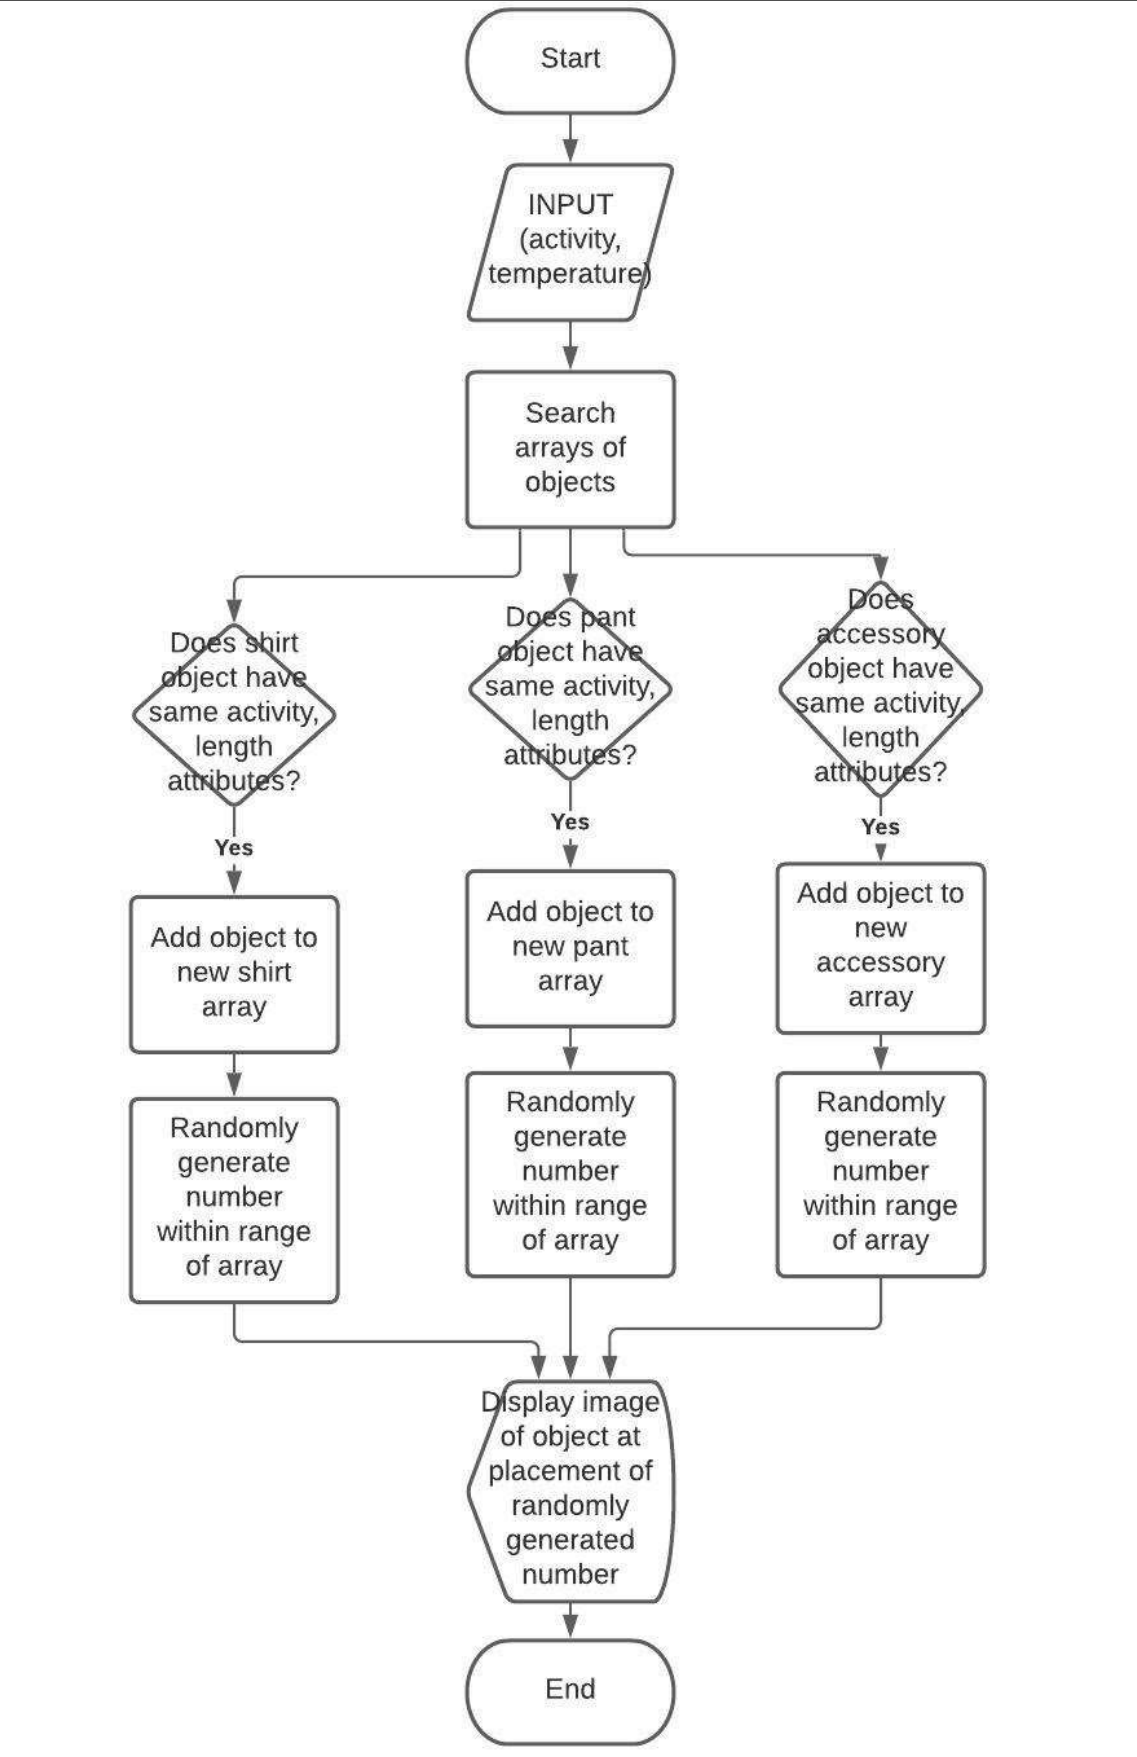 Start
INPUT
(activity,
temperature)
Search
arrays of
objects
Does shirt
object have
same activity,
length
attributes?
Yes
Add object to
new shirt
array
Randomly
generate
number
within range
of array
Does pant
object have
same activity,
length
attributes?
Yes
Add object to
new pant
array
Randomly
generate
number
within range
of array
Does
accessory
object have
same activity,
length
attributes?
Yes
Add object to
new
accessory
array
Randomly
generate
number
within range
of array
Display image
of object at
placement of
randomly
generated
number
End